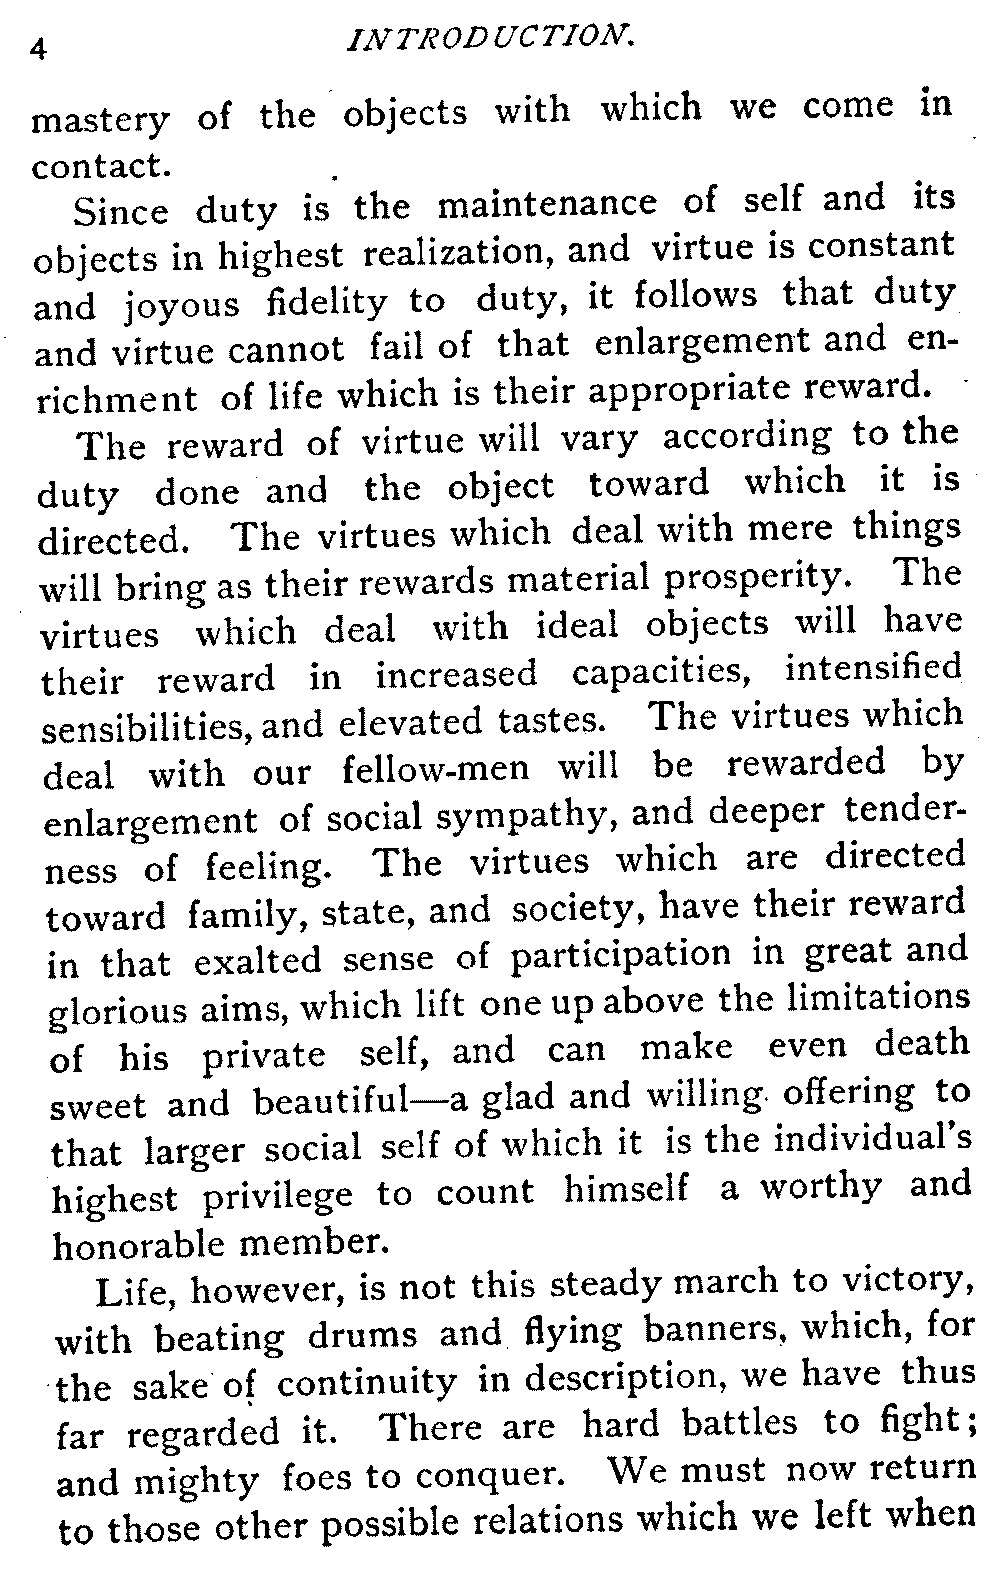 4 INTRODUCTION.
mastery of the objects with which we come in
contact.
Since duty is the maintenance of self and its
objects in highest realization, and virtue is constant
and joyous fidelity to duty, it follows that duty
and virtue cannot fail of that enlargement and en-
richment of life which is their appropriate reward.
The reward of virtue will vary according to the
duty done and the object toward which it is
directed. The virtues which deal with mere things
will bring as their rewards material prosperity. The
virtues which deal with ideal objects will have
their reward in increased capacities, intensified
sensibilities, and elevated tastes. The virtues which
deal with our fellow-men will be rewarded by
enlargement of social sympathy, and deeper tender-
ness of feeling. The virtues which are directed
toward family, state, and society, have their reward
in that exalted sense of participation in great and
glorious aims, which lift one up above the limitations
of his private self, and can make even death
sweet and beautiful—a glad and willing offering to
that larger social self of which it is the individual's
highest privilege to count himself a worthy and
honorable member.
Life, however, is not this steady march to victory,
with beating drums and flying banners, which, for
the sake of continuity in description, we have thus
far regarded it. There are hard battles to fight;
and mighty foes to conquer. We must now return
to those other possible relations which we left when